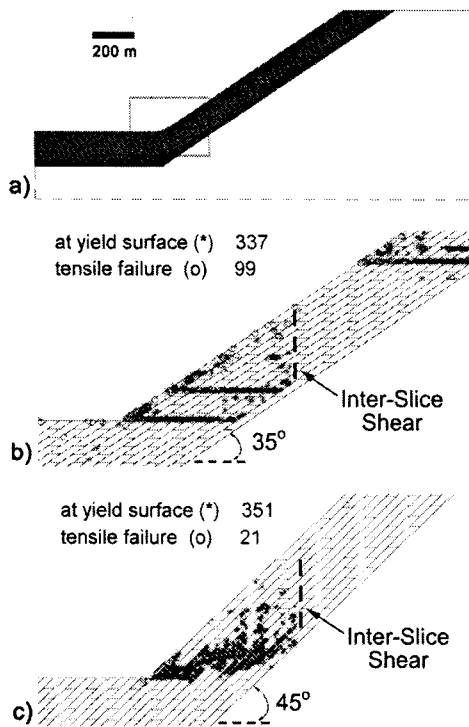 200 m
a)
at yield surface (*) 337
tensile failure (o) 99
Inter-Slice
Shear
35°
b)
at yield surface (*) 351
tensile failure (o) 21
Inter-Slice
Shear
45°
c)